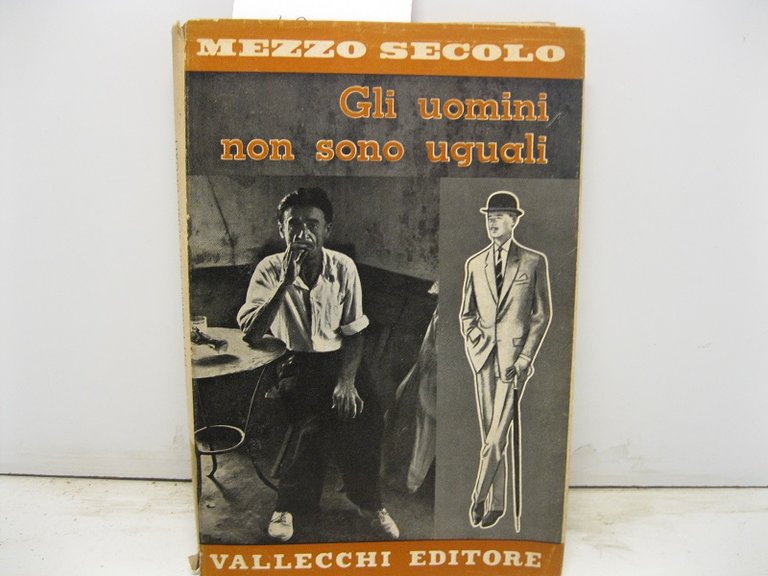 MEZZO SECOLO
Gli uomini
non sono uguali
VALLECCHI EDITORE